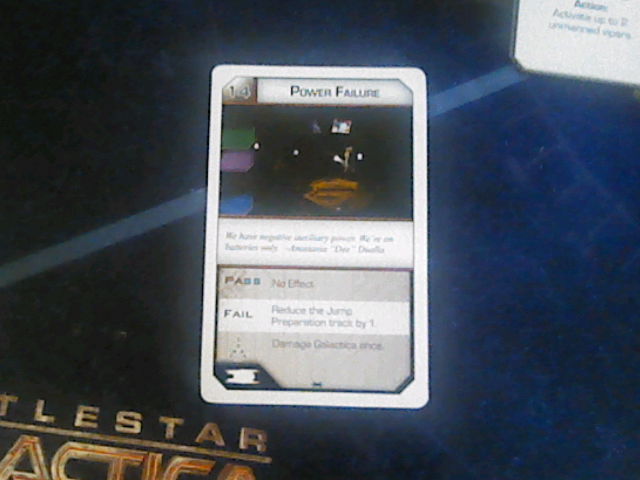 Action:
Activate up to 2
unmanned vipers.
14 POWER FAILURE
We have negative auxiliary power. We're on
batteries only. -Anastasia "Dee" Dualla
PASS No Effect.
FAIL Reduce the Jump
Preparation track by 1.
Damage Galactica once.
TLESTAR
ACTICA